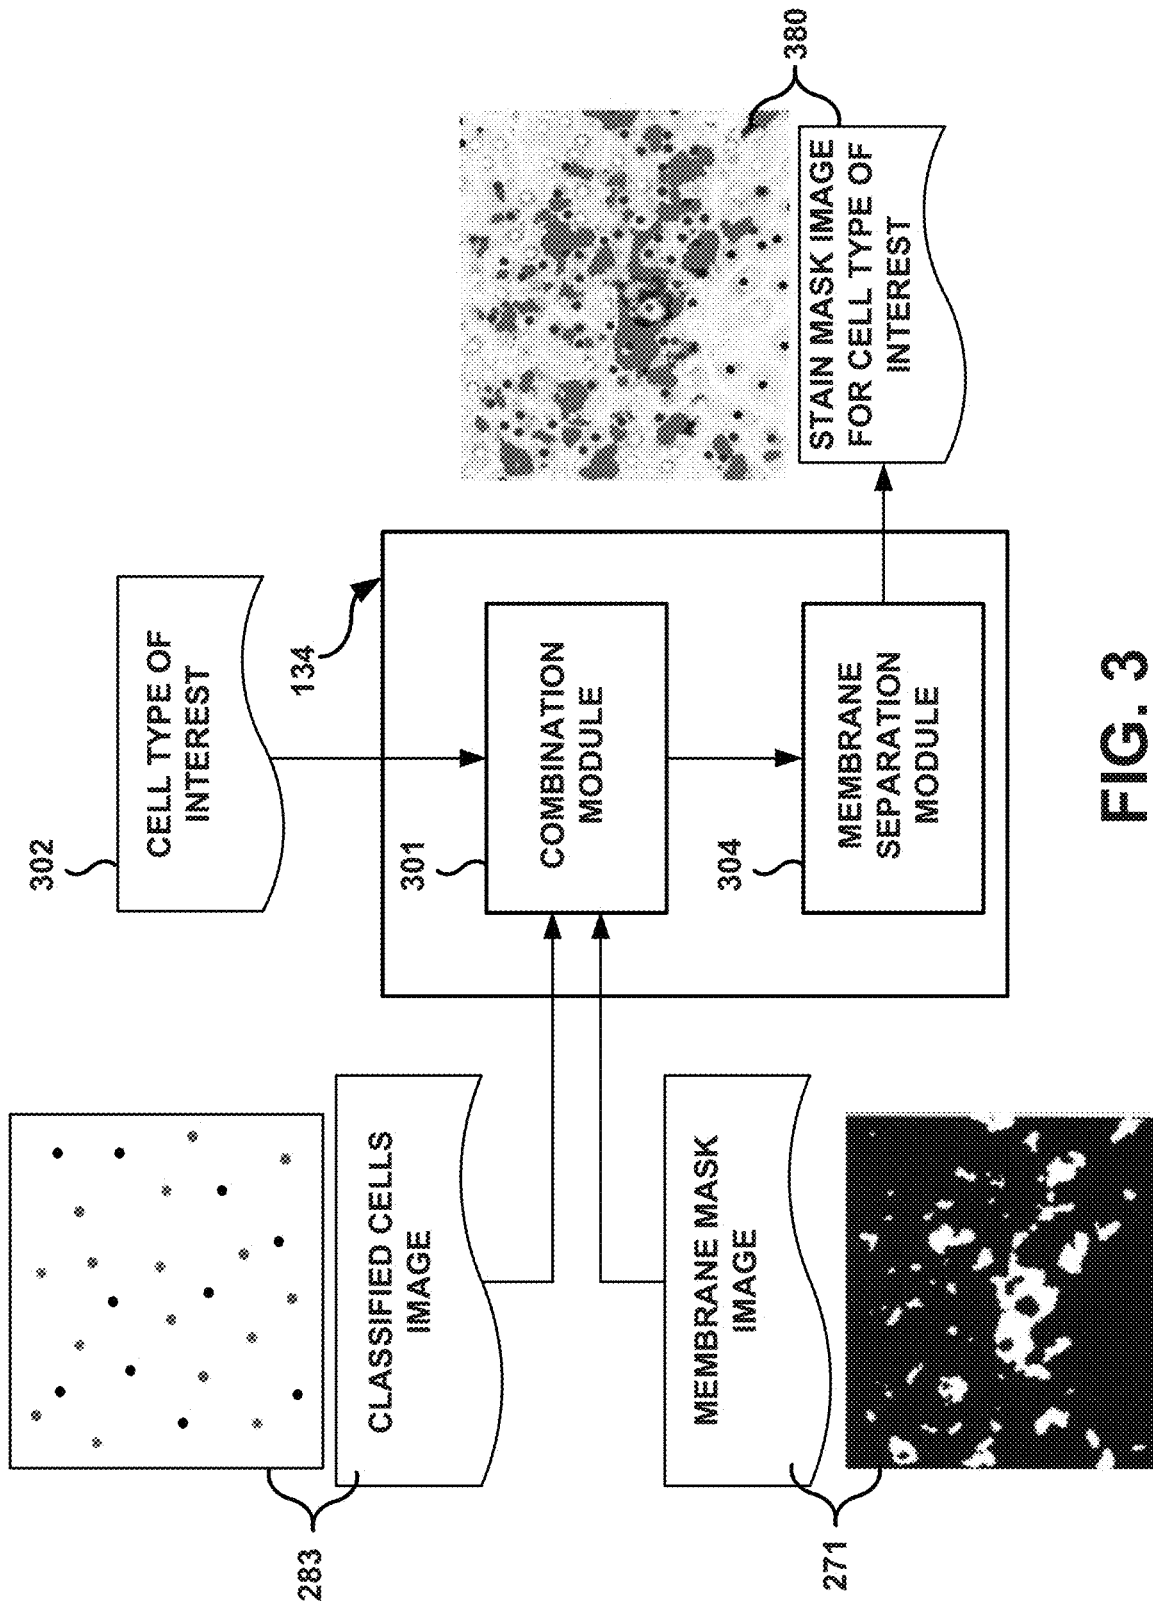 283
CLASSIFIED CELLS
IMAGE
271
MEMBRANE MASK
IMAGE
302
CELL TYPE OF
INTEREST
134
301
COMBINATION
MODULE
304
MEMBRANE
SEPARATION
MODULE
380
STAIN MASK IMAGE
FOR CELL TYPE OF
INTEREST
FIG. 3